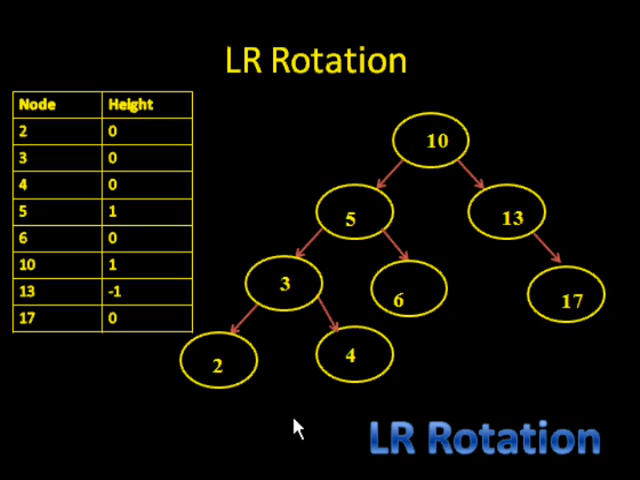 LR Rotation
Node Height
2 0
3 0
4 0
5 1
6 0
10 1
13 -1
17 0
10
5 13
3 6 17
2 4
LR Rotation